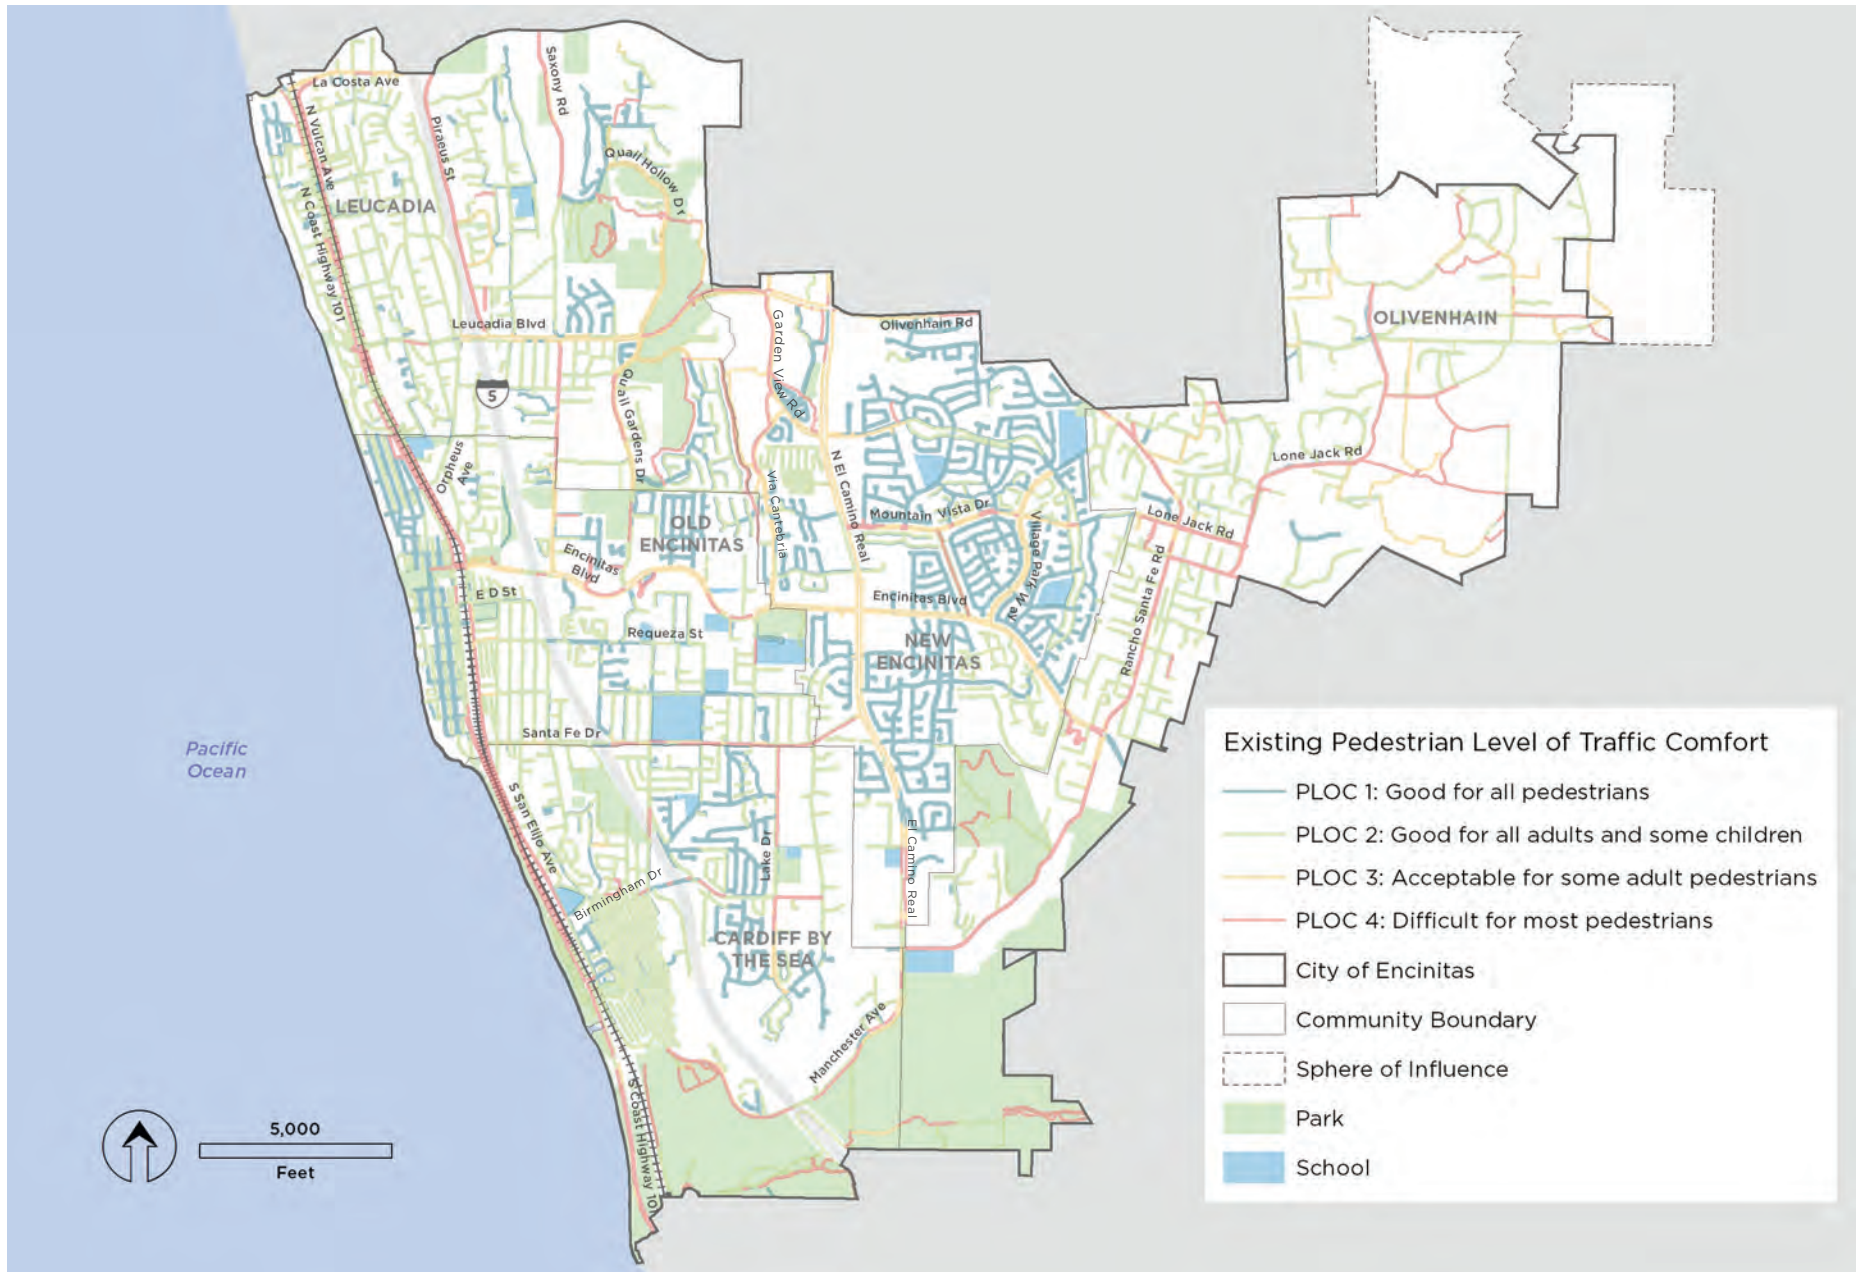 La Costa Ave
Saxony Rd
N Vulcan Ave
Piraeus St
Quail Hollow Dr
LEUCADIA
N Coast Highway 101
Leucadia Blvd
Garden View Rd
Olivenhain Rd
OLIVENHAIN
5
Quail Gardens Dr
Orpheus
Ave
N El Camino Real
Via Cantebria
Lone Jack Rd
OLD
ENCINITAS
Mountain Vista Dr
Village Park Way
Lone Jack Rd
Encinitas
Blvd
E D St
Encinitas Blvd
Rancho Santa Fe Rd
Requeza St
NEW
ENCINITAS
Santa Fe Dr
Pacific
Ocean
S San Elijo Ave
Lake Dr
El Camino Real
Birmingham Dr
CARDIFF BY
THE SEA
Manchester Ave
S Coast Highway 101
5,000
Feet
Existing Pedestrian Level of Traffic Comfort
PLOC 1: Good for all pedestrians
PLOC 2: Good for all adults and some children
PLOC 3: Acceptable for some adult pedestrians
PLOC 4: Difficult for most pedestrians
City of Encinitas
Community Boundary
Sphere of Influence
Park
School